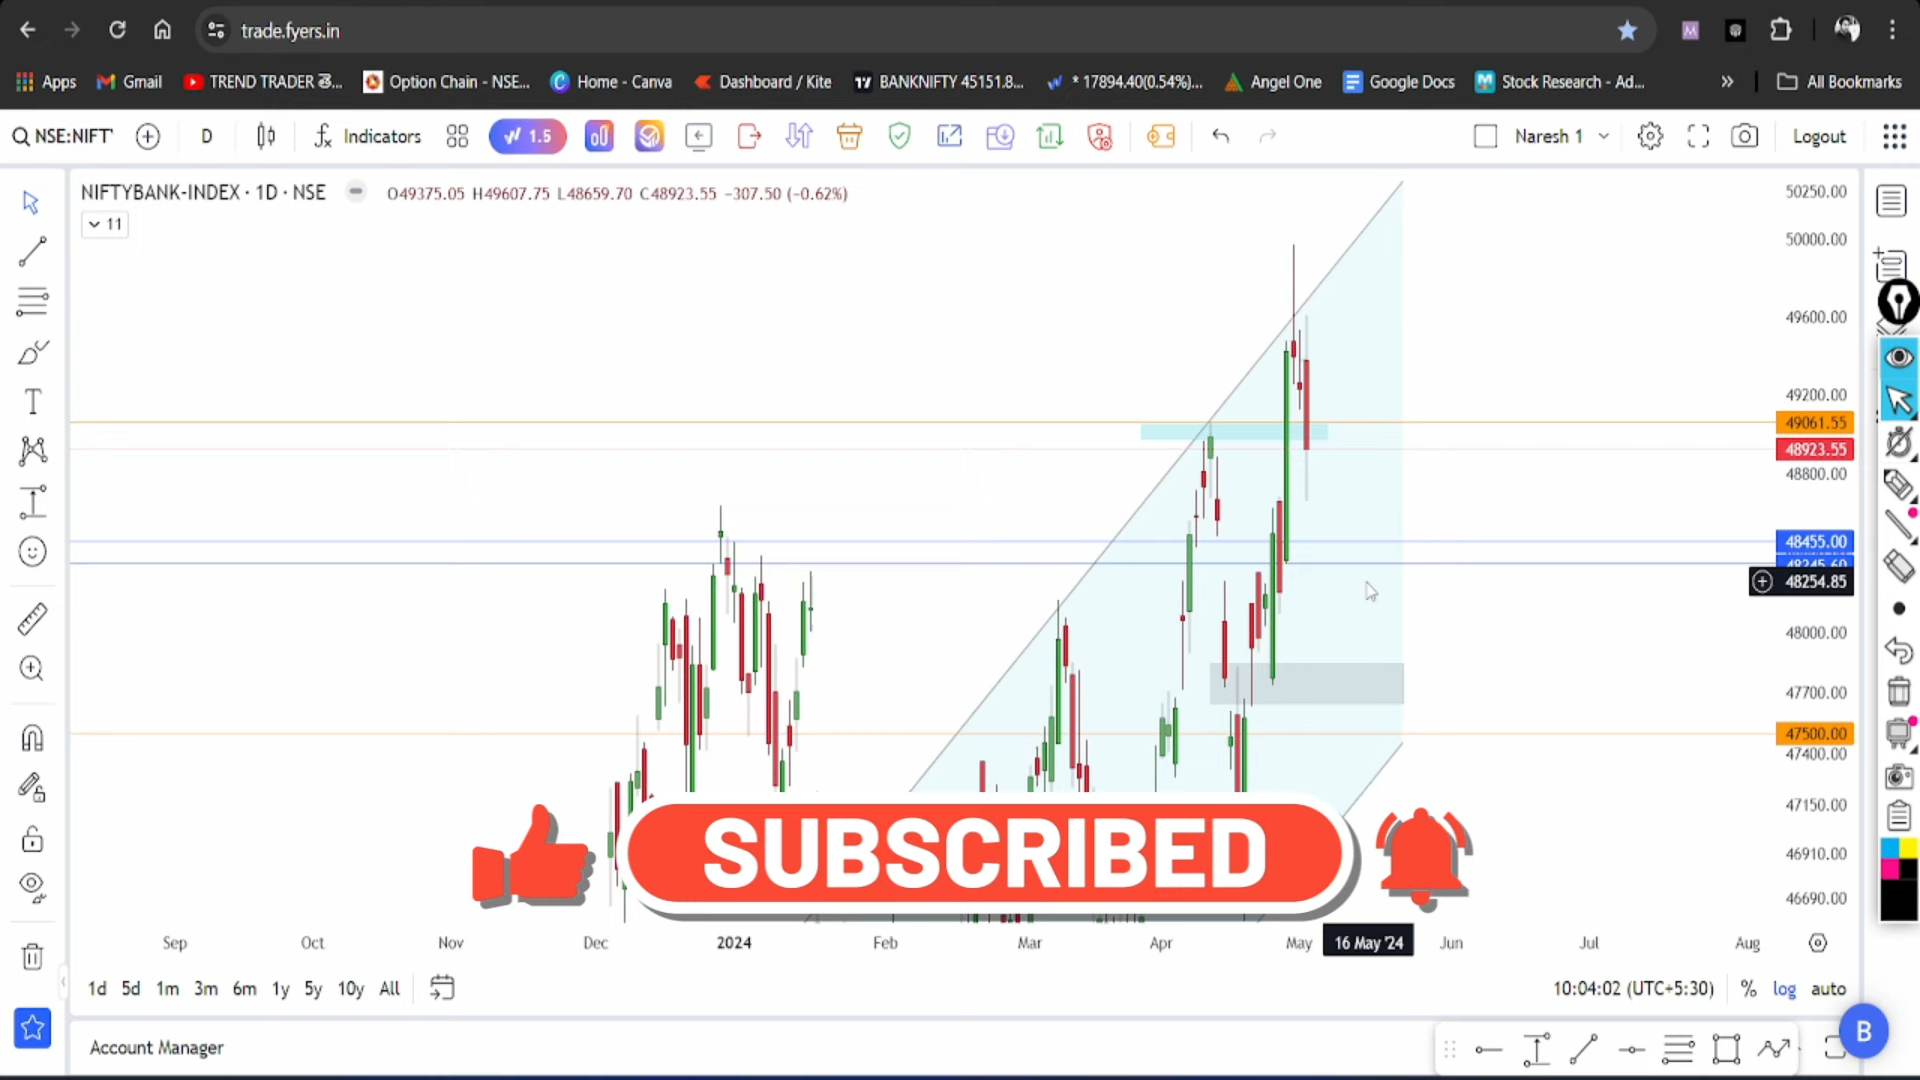 trade.fyers.in
Apps
Gmail
TREND TRADER తె...
Option Chain - NSE...
Home - Canva
Dashboard / Kite
BANKNIFTY 45151.8...
* 17894.40(0.54%)...
Angel One
Google Docs
Stock Research - Ad...
»
All Bookmarks
NSE:NIFT'
D
Indicators
1.5
Naresh 1
Logout
NIFTYBANK-INDEX · 1D · NSE
O49375.05 H49607.75 L48659.70 C48923.55 −307.50 (−0.62%)
11
50250.00
50000.00
49600.00
49200.00
49061.55
48923.55
48800.00
48455.00
48245.60
48254.85
48000.00
47700.00
47500.00
47400.00
47150.00
46910.00
46690.00
SUBSCRIBED
Sep
Oct
Nov
Dec
2024
Feb
Mar
Apr
May
16 May '24
Jun
Jul
Aug
1d 5d 1m 3m 6m 1y 5y 10y All
10:04:02 (UTC+5:30)
% log auto
Account Manager
B